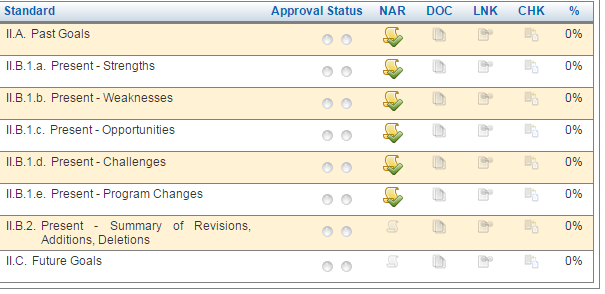 Standard Approval Status NAR DOC LNK CHK %
II.A. Past Goals 0%
II.B.1.a. Present - Strengths 0%
II.B.1.b. Present - Weaknesses 0%
II.B.1.c. Present - Opportunities 0%
II.B.1.d. Present - Challenges 0%
II.B.1.e. Present - Program Changes 0%
II.B.2. Present - Summary of Revisions, 0%
Additions, Deletions
II.C. Future Goals 0%